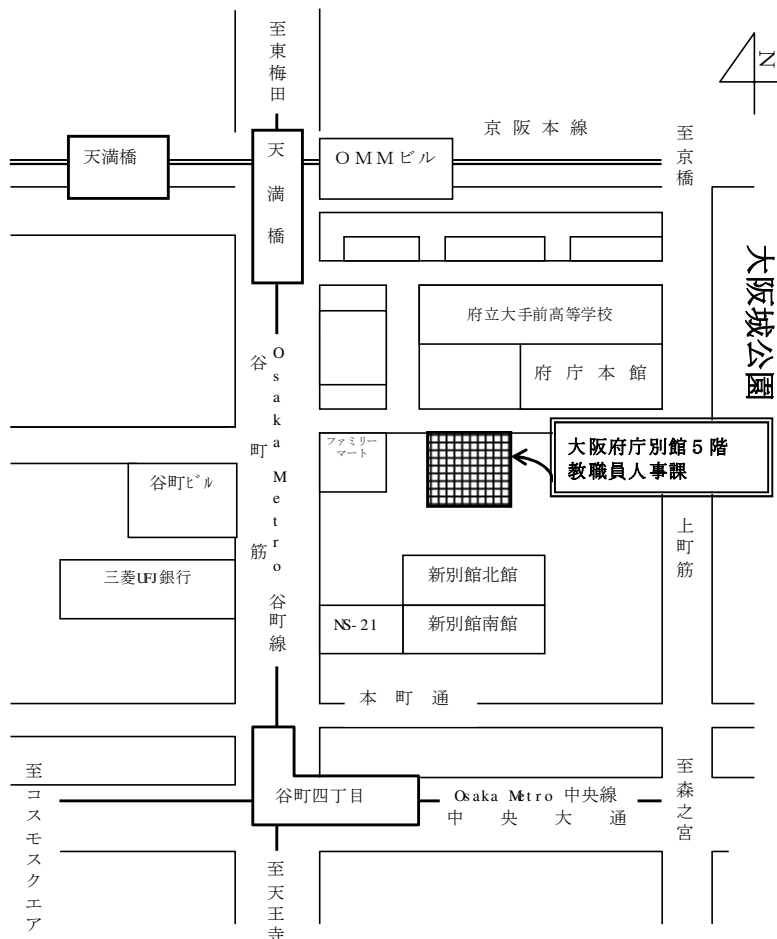 至東梅田
N
京阪本線
至京橋
天満橋
天満橋
OMMビル
大阪城公園
府立大手前高等学校
府庁本館
谷町筋
Osaka Metro 谷町線
ファミリー
マート
大阪府庁別館5階
教職員人事課
谷町ビル
上町筋
三菱UFJ銀行
新別館北館
NS-21
新別館南館
本町通
至コスモスクエア
谷町四丁目
Osaka Metro 中央線
中央大通
至森之宮
至天王寺